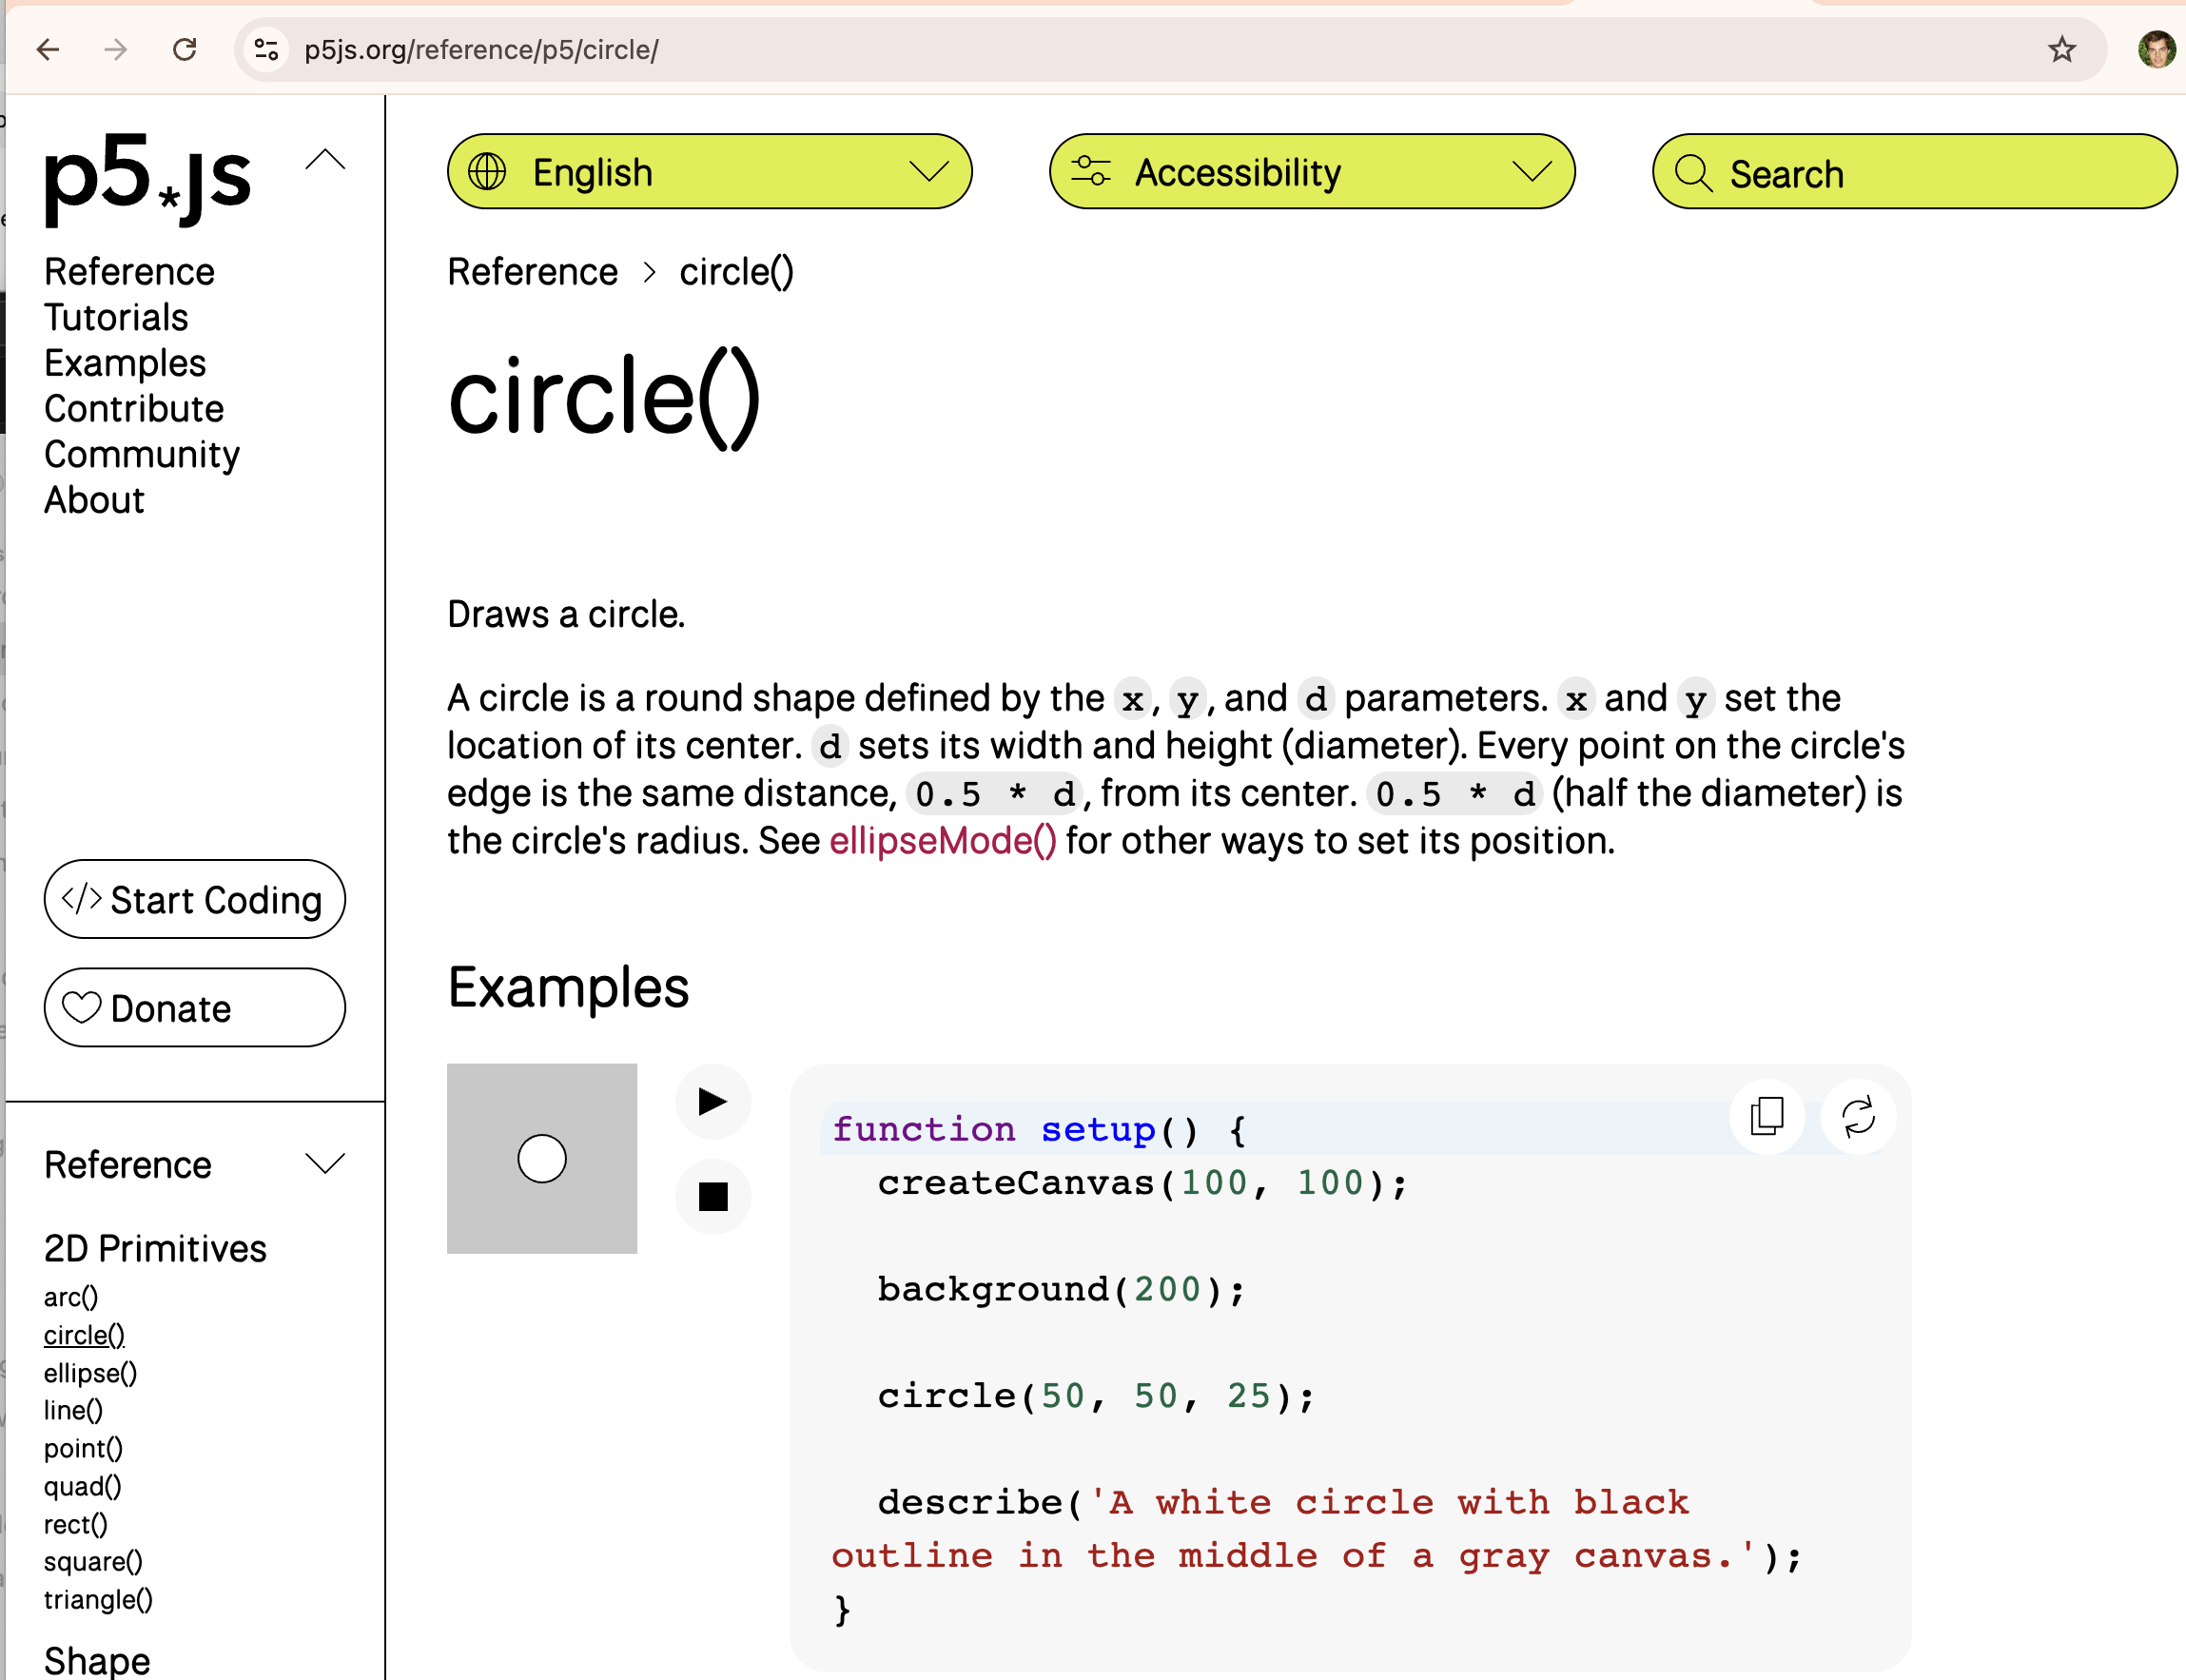 p5js.org/reference/p5/circle/
p5*js
Reference
Tutorials
Examples
Contribute
Community
About
Start Coding
Donate
Reference
2D Primitives
arc()
circle()
ellipse()
line()
point()
quad()
rect()
square()
triangle()
Shape
English
Accessibility
Search
Reference > circle()
circle()
Draws a circle.
A circle is a round shape defined by the x, y, and d parameters. x and y set the
location of its center. d sets its width and height (diameter). Every point on the circle's
edge is the same distance, 0.5 * d, from its center. 0.5 * d (half the diameter) is
the circle's radius. See ellipseMode() for other ways to set its position.
Examples
function setup() {
createCanvas(100, 100);
background(200);
circle(50, 50, 25);
describe('A white circle with black
outline in the middle of a gray canvas.');
}